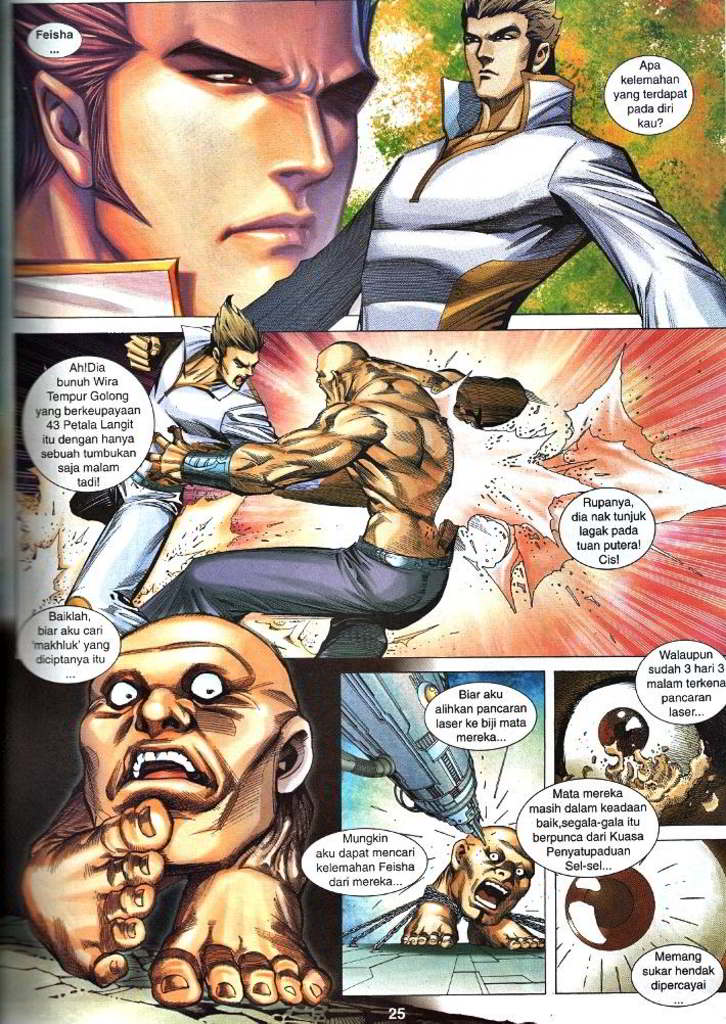 Feisha
...
Apa
kelemahan
yang terdapat
pada diri
kau?
Ah!Dia
bunuh Wira
Tempur Golong
yang berkeupayaan
43 Petala Langit
itu dengan hanya
sebuah tumbukan
saja malam
tadi!
Rupanya,
dia nak tunjuk
lagak pada
tuan putera!
Cis!
Baiklah,
biar aku cari
'makhluk' yang
diciptanya itu
...
Biar aku
alihkan pancaran
laser ke biji mata
mereka...
Mungkin
aku dapat mencari
kelemahan Feisha
dari mereka...
Walaupun
sudah 3 hari 3
malam terkena
pancaran
laser...
Mata mereka
masih dalam keadaan
baik,segala-gala itu
berpunca dari Kuasa
Penyatupaduan
Sel-sel...
Memang
sukar hendak
dipercayai
...
25